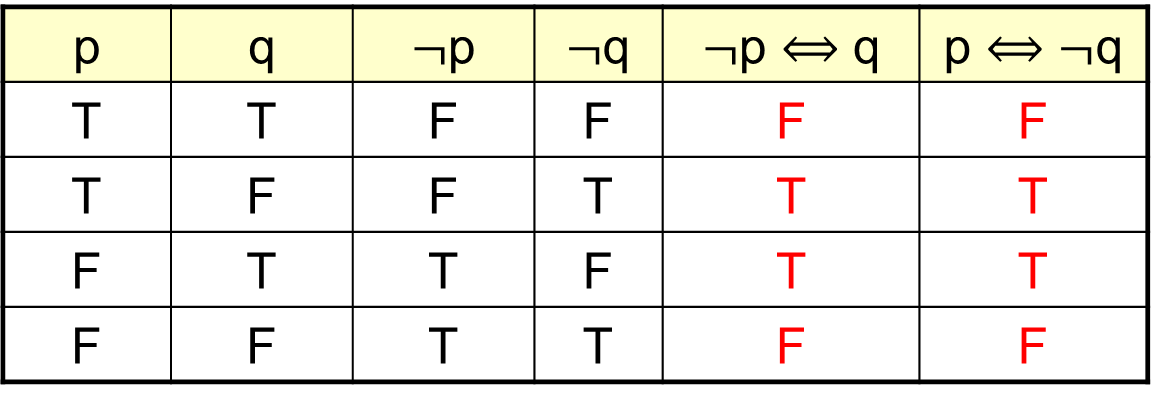 p q ¬p ¬q ¬p ⇔ q p ⇔ ¬q
T T F F F F
T F F T T T
F T T F T T
F F T T F F